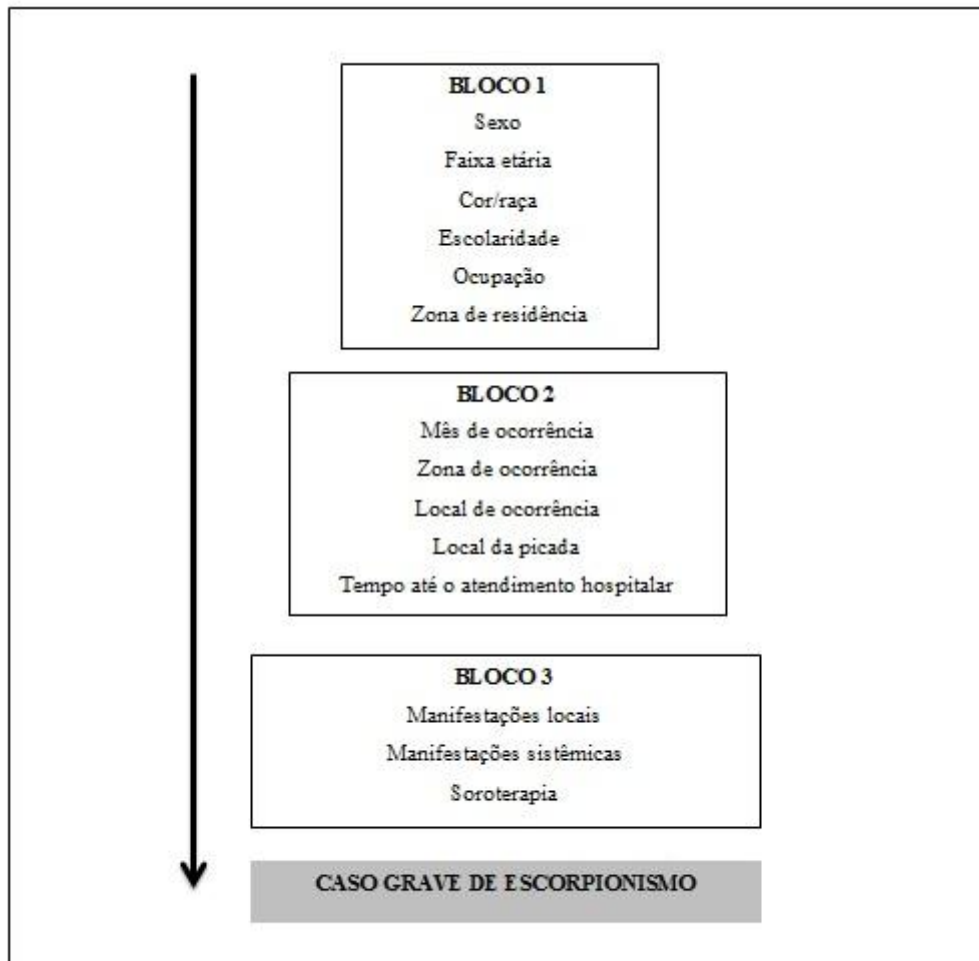 BLOCO 1
Sexo
Faixa etária
Cor/raça
Escolaridade
Ocupação
Zona de residência
BLOCO 2
Mês de ocorrência
Zona de ocorrência
Local de ocorrência
Local da picada
Tempo até o atendimento hospitalar
BLOCO 3
Manifestações locais
Manifestações sistêmicas
Soroterapia
CASO GRAVE DE ESCORPIONISMO